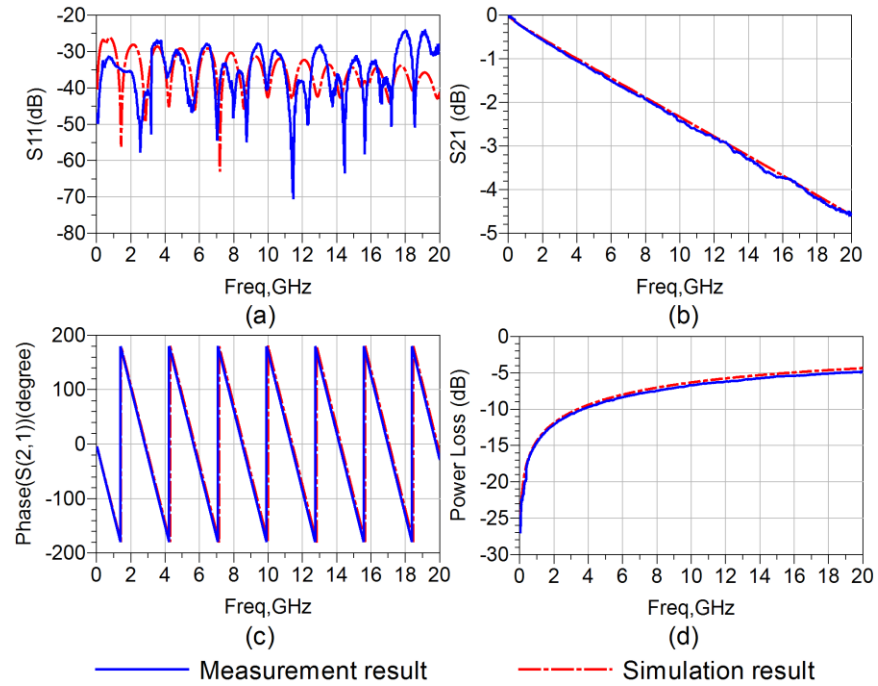 -20
-30
-40
-50
-60
-70
-80
S11(dB)
0 2 4 6 8 10 12 14 16 18 20
Freq,GHz
(a)
0
-1
-2
-3
-4
-5
S21 (dB)
0 2 4 6 8 10 12 14 16 18 20
Freq,GHz
(b)
200
100
0
-100
-200
Phase(S(2,1))(degree)
0 2 4 6 8 10 12 14 16 18 20
Freq,GHz
(c)
0
-5
-10
-15
-20
-25
-30
Power Loss (dB)
0 2 4 6 8 10 12 14 16 18 20
Freq,GHz
(d)
Measurement result
Simulation result